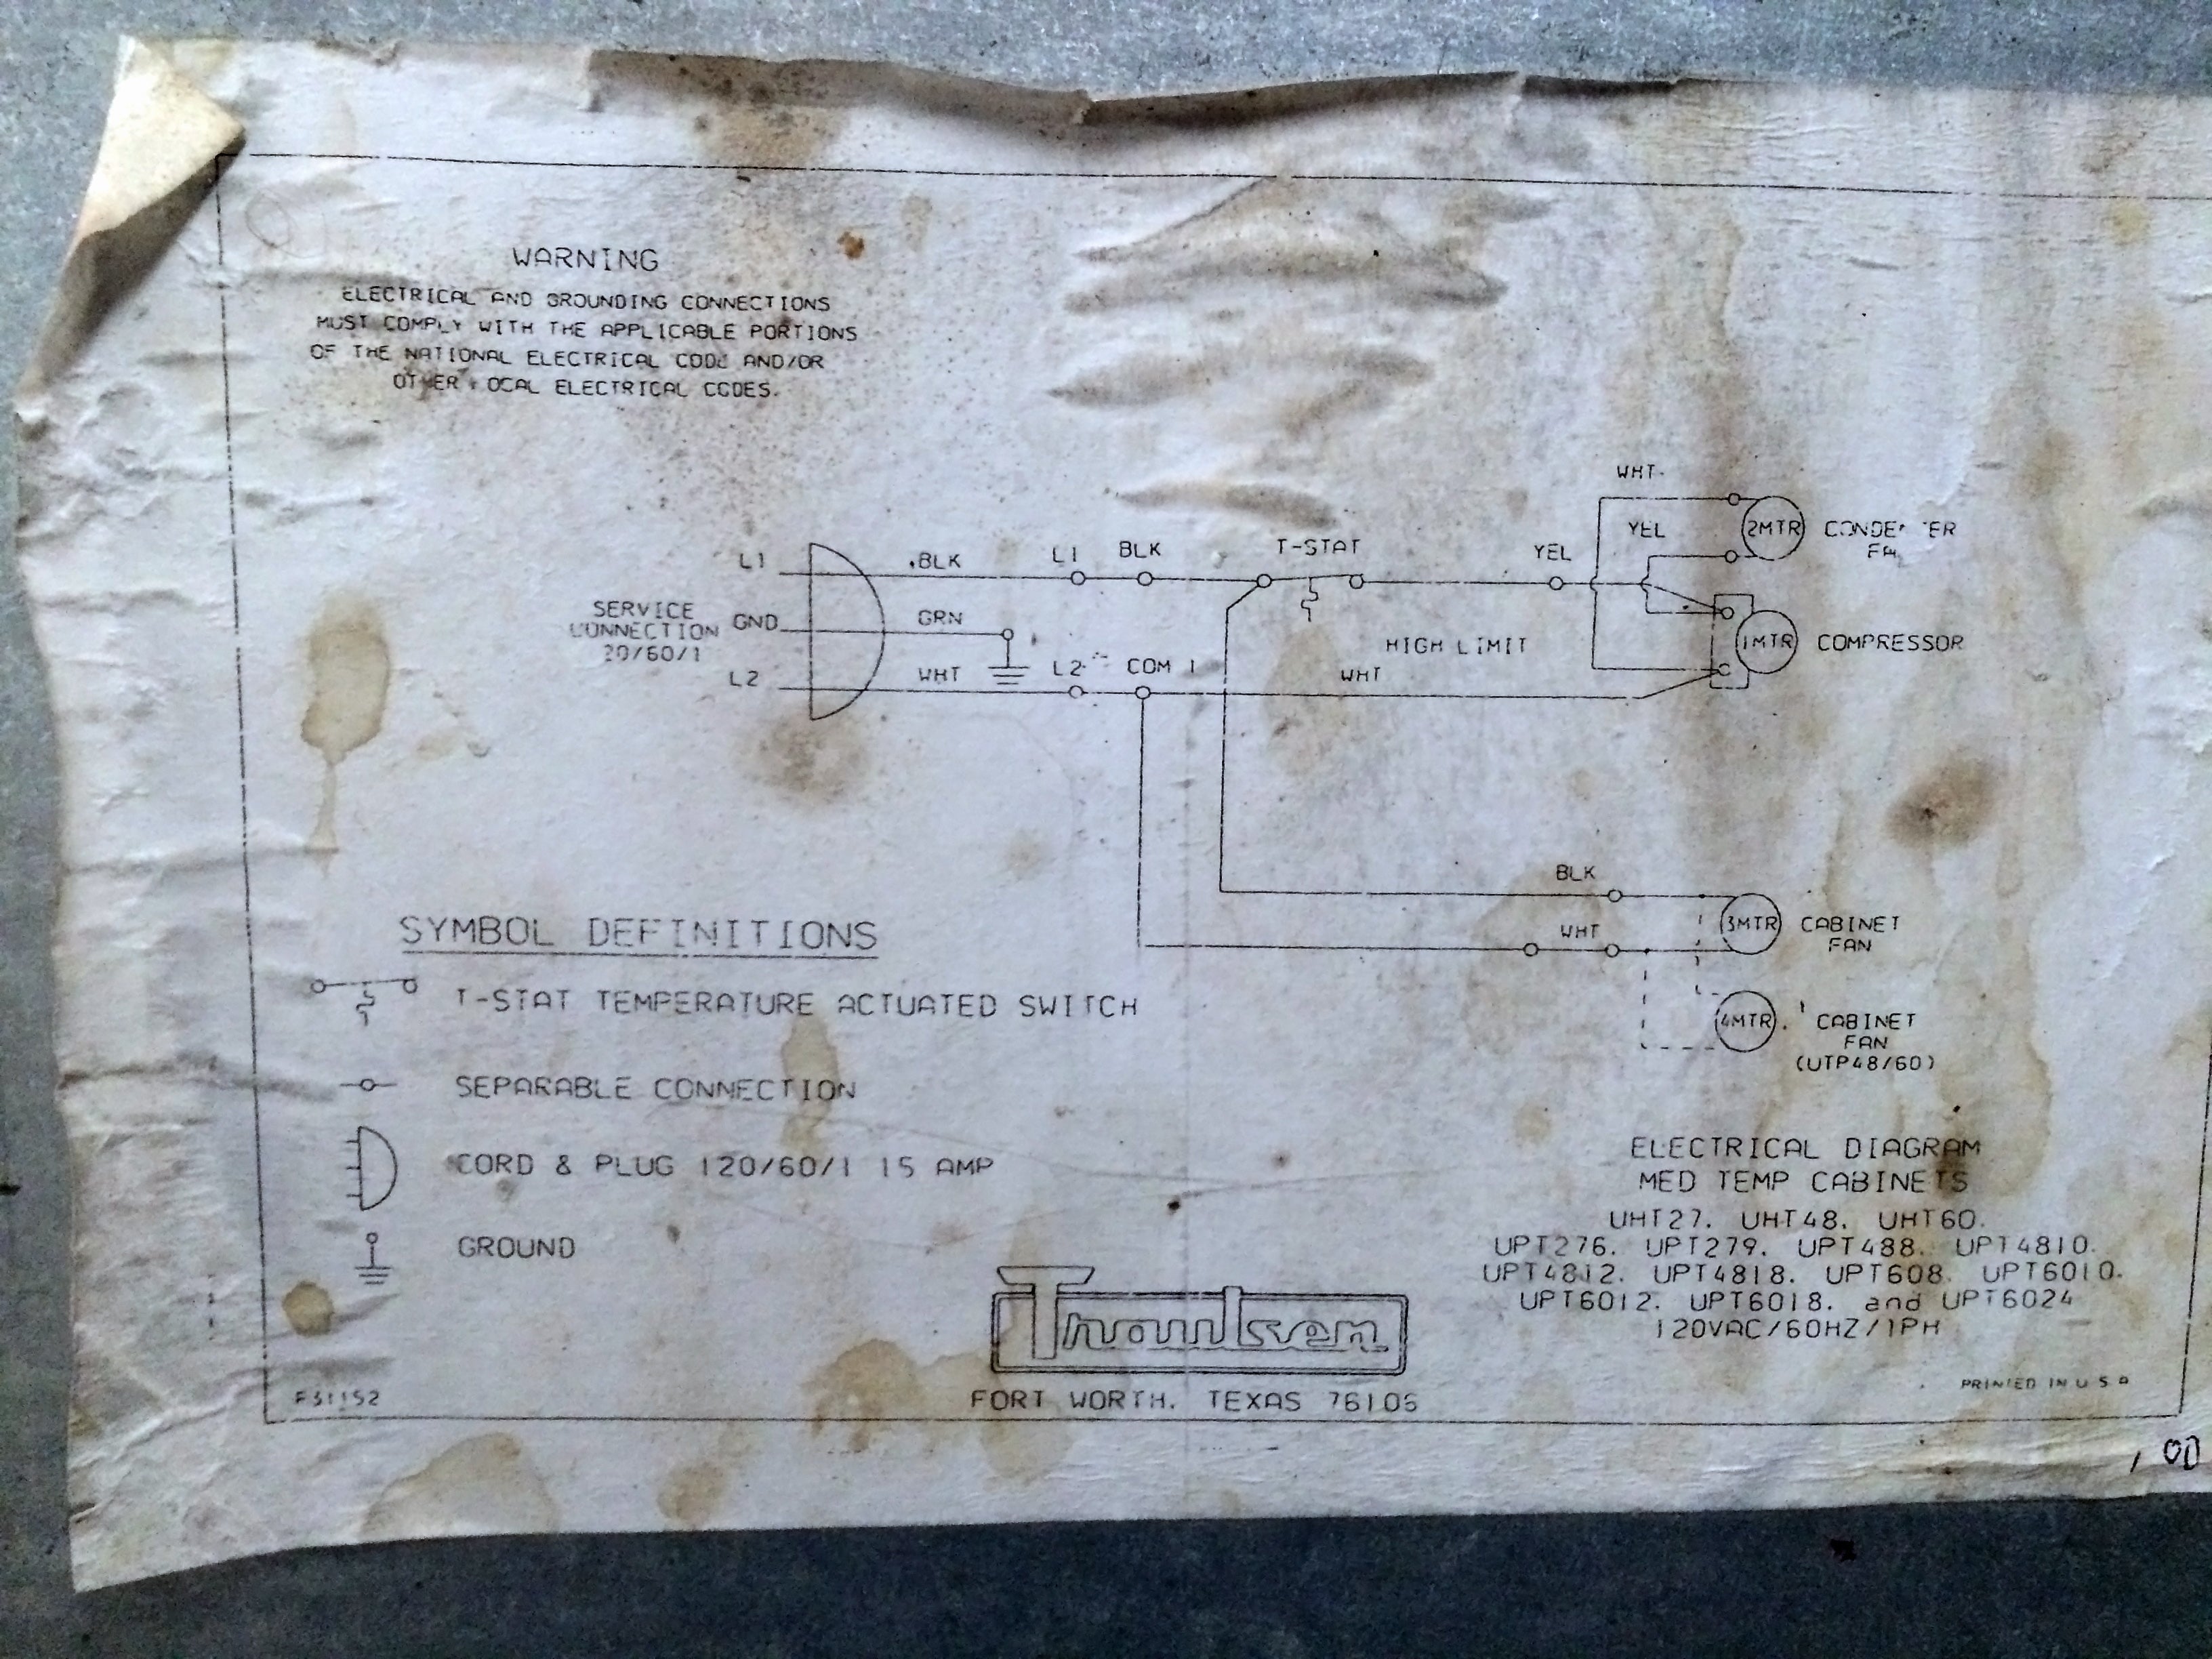 WARNING
ELECTRICAL AND GROUNDING CONNECTIONS
MUST COMPLY WITH THE APPLICABLE PORTIONS
OF THE NATIONAL ELECTRICAL CODE AND/OR
OTHER LOCAL ELECTRICAL CODES.
WHT
YEL
2MTR
CONDENSER
FAN
L1
BLK
L1
BLK
T-STAT
YEL
SERVICE
CONNECTION
20/60/1
GND
GRN
HIGH LIMIT
1MTR
COMPRESSOR
L2
WHT
L2
COM 1
WHT
BLK
3MTR
CABINET
FAN
WHT
4MTR
CABINET
FAN
(UTP48/60)
SYMBOL DEFINITIONS
T-STAT TEMPERATURE ACTUATED SWITCH
SEPARABLE CONNECTION
CORD & PLUG 120/60/1 15 AMP
GROUND
ELECTRICAL DIAGRAM
MED TEMP CABINETS
UHT27. UHT48. UHT60.
UPT276. UPT279. UPT488. UPT4810.
UPT4812. UPT4818. UPT608. UPT6010.
UPT6012. UPT6018. and UPT6024
120VAC/60HZ/1PH
Traulsen
FORT WORTH. TEXAS 76106
PRINTED IN U S A